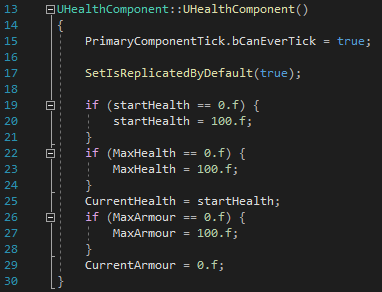 13 UHealthComponent::UHealthComponent()
14 {
15 PrimaryComponentTick.bCanEverTick = true;
16
17 SetIsReplicatedByDefault(true);
18
19 if (startHealth == 0.f) {
20 startHealth = 100.f;
21 }
22 if (MaxHealth == 0.f) {
23 MaxHealth = 100.f;
24 }
25 CurrentHealth = startHealth;
26 if (MaxArmour == 0.f) {
27 MaxArmour = 100.f;
28 }
29 CurrentArmour = 0.f;
30 }